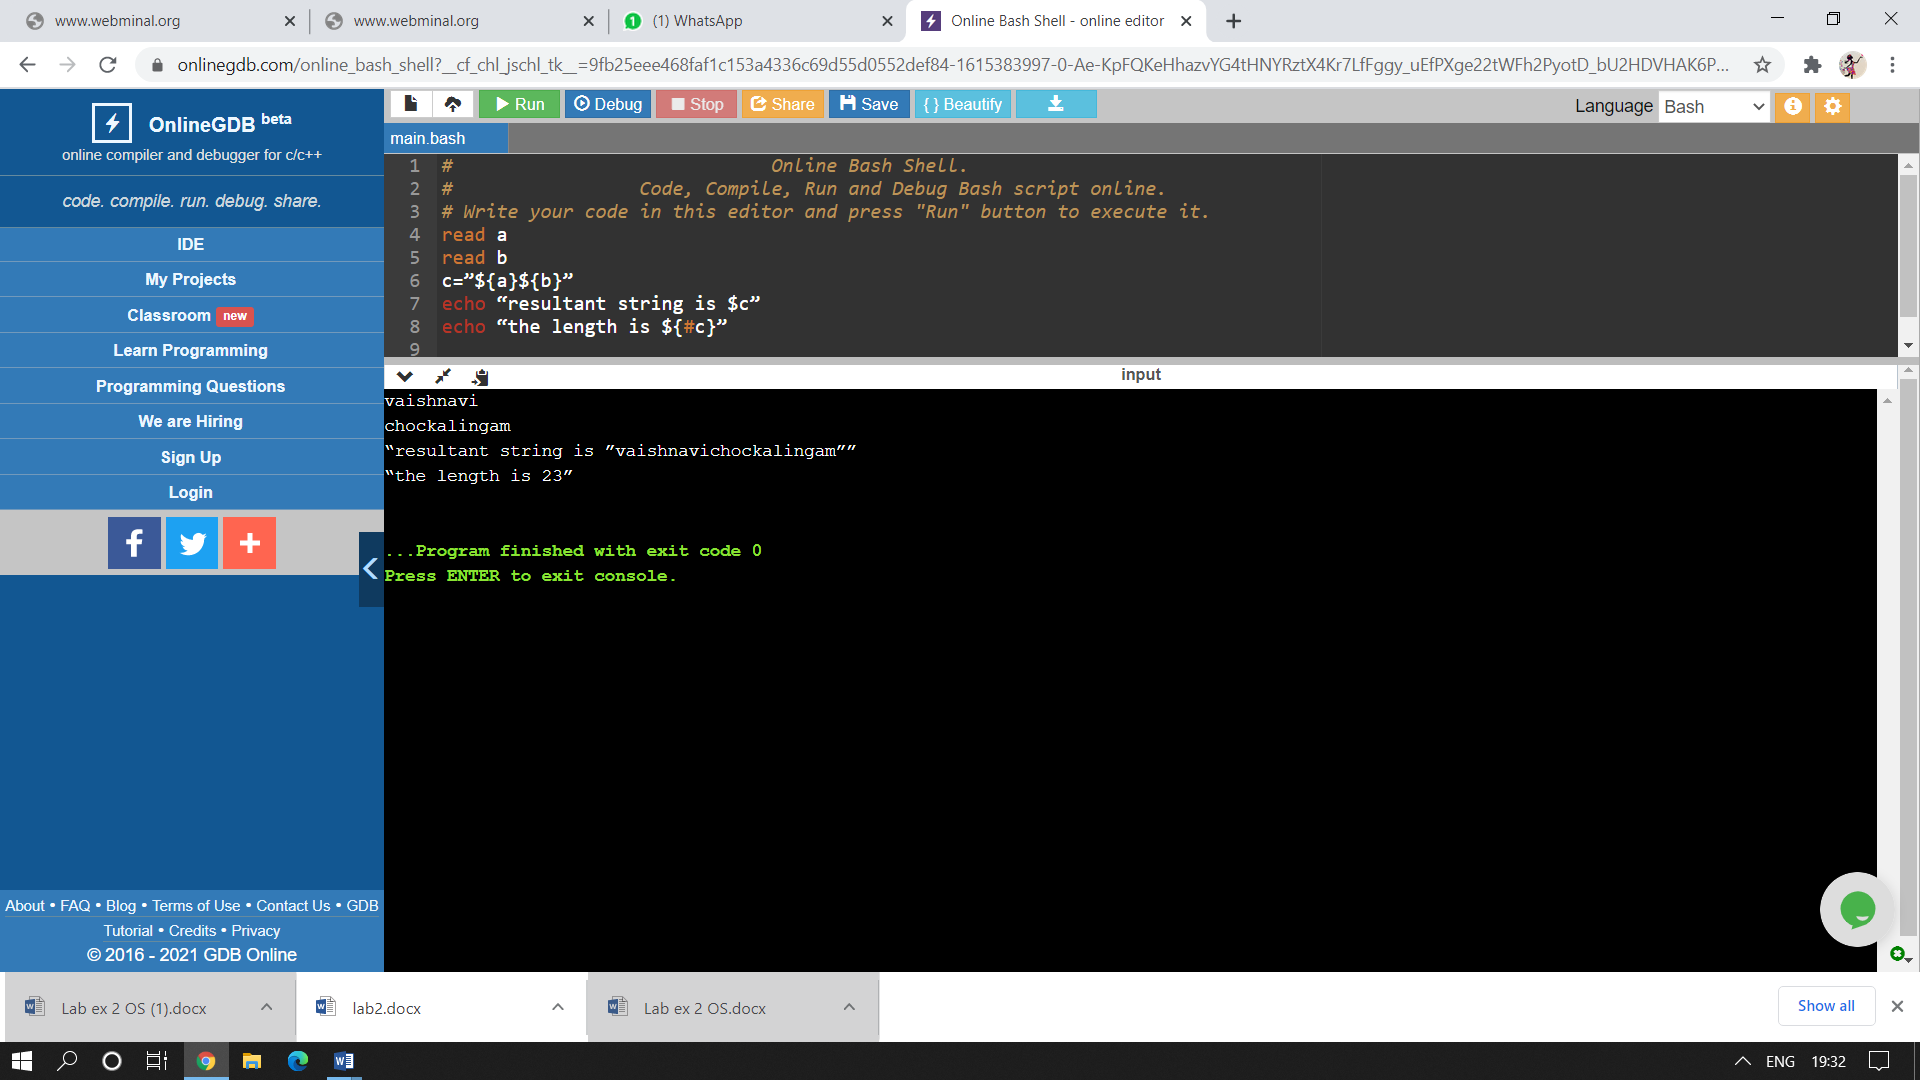 www.webminal.org
www.webminal.org
1 (1) WhatsApp
Online Bash Shell - online editor
onlinegdb.com/online_bash_shell?__cf_chl_jschl_tk__=9fb25eee468faf1c153a4336c69d55d0552def84-1615383997-0-Ae-KpFQKeHhazvYG4tHNYRztX4Kr7LfFggy_uEfPXge22tWFh2PyotD_bU2HDVHAK6P...
OnlineGDB beta
online compiler and debugger for c/c++
code. compile. run. debug. share.
IDE
My Projects
Classroom new
Learn Programming
Programming Questions
We are Hiring
Sign Up
Login
About • FAQ • Blog • Terms of Use • Contact Us • GDB
Tutorial • Credits • Privacy
© 2016 - 2021 GDB Online
Run Debug Stop Share Save { } Beautify
Language Bash
main.bash
1 # Online Bash Shell.
2 # Code, Compile, Run and Debug Bash script online.
3 # Write your code in this editor and press "Run" button to execute it.
4 read a
5 read b
6 c=”${a}${b}”
7 echo “resultant string is $c”
8 echo “the length is ${#c}”
9
input
vaishnavi
chockalingam
“resultant string is ”vaishnavichockalingam””
“the length is 23”
...Program finished with exit code 0
Press ENTER to exit console.
Lab ex 2 OS (1).docx
lab2.docx
Lab ex 2 OS.docx
Show all
ENG 19:32